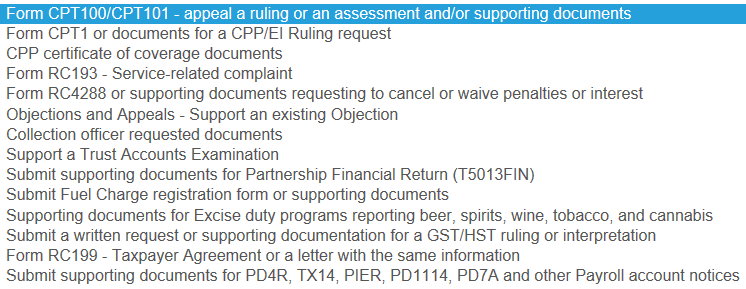 Form CPT100/CPT101 - appeal a ruling or an assessment and/or supporting documents
Form CPT1 or documents for a CPP/EI Ruling request
CPP certificate of coverage documents
Form RC193 - Service-related complaint
Form RC4288 or supporting documents requesting to cancel or waive penalties or interest
Objections and Appeals - Support an existing Objection
Collection officer requested documents
Support a Trust Accounts Examination
Submit supporting documents for Partnership Financial Return (T5013FIN)
Submit Fuel Charge registration form or supporting documents
Supporting documents for Excise duty programs reporting beer, spirits, wine, tobacco, and cannabis
Submit a written request or supporting documentation for a GST/HST ruling or interpretation
Form RC199 - Taxpayer Agreement or a letter with the same information
Submit supporting documents for PD4R, TX14, PIER, PD1114, PD7A and other Payroll account notices